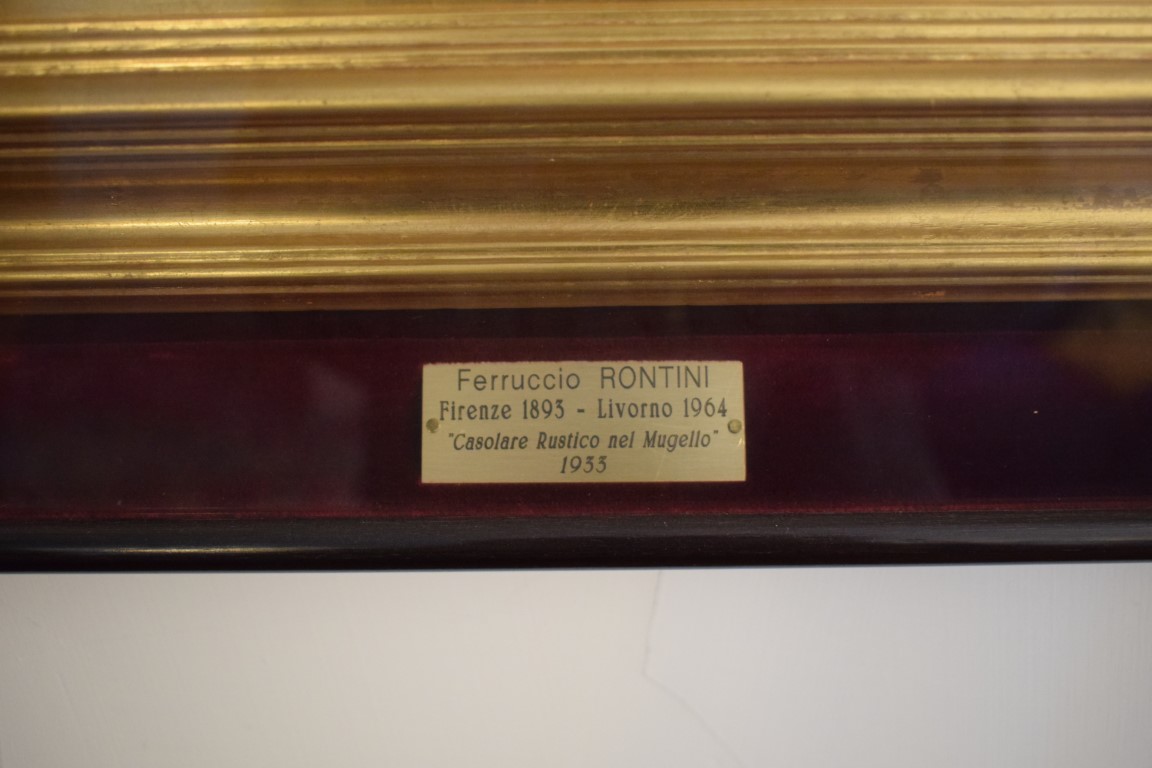 Ferruccio RONTINI
Firenze 1893 - Livorno 1964
"Casolare Rustico nel Mugello"
1933